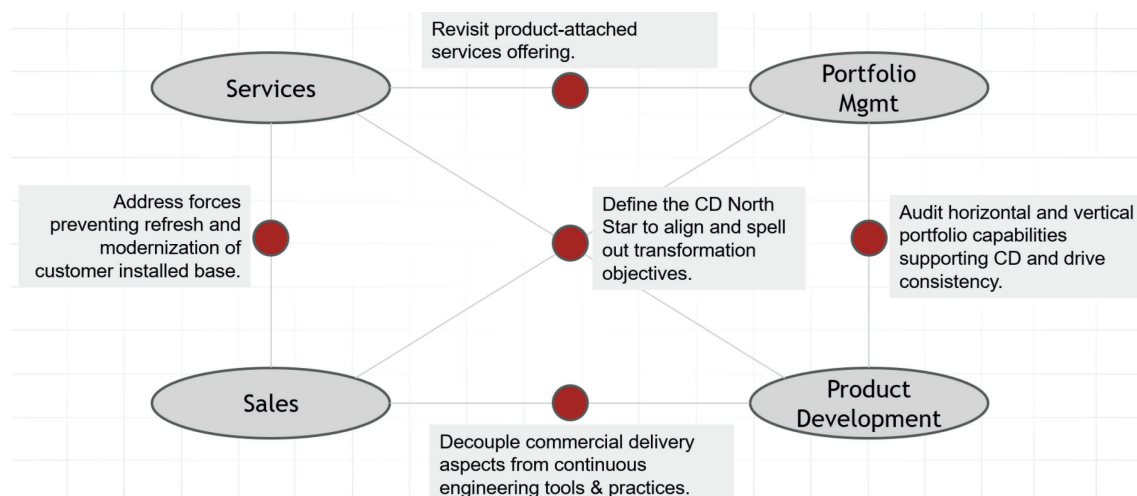 Revisit product-attached
services offering.
Services
Portfolio
Mgmt
Address forces
preventing refresh and
modernization of
customer installed base.
Define the CD North
Star to align and spell
out transformation
objectives.
Audit horizontal and vertical
portfolio capabilities
supporting CD and drive
consistency.
Sales
Product
Development
Decouple commercial delivery
aspects from continuous
engineering tools & practices.